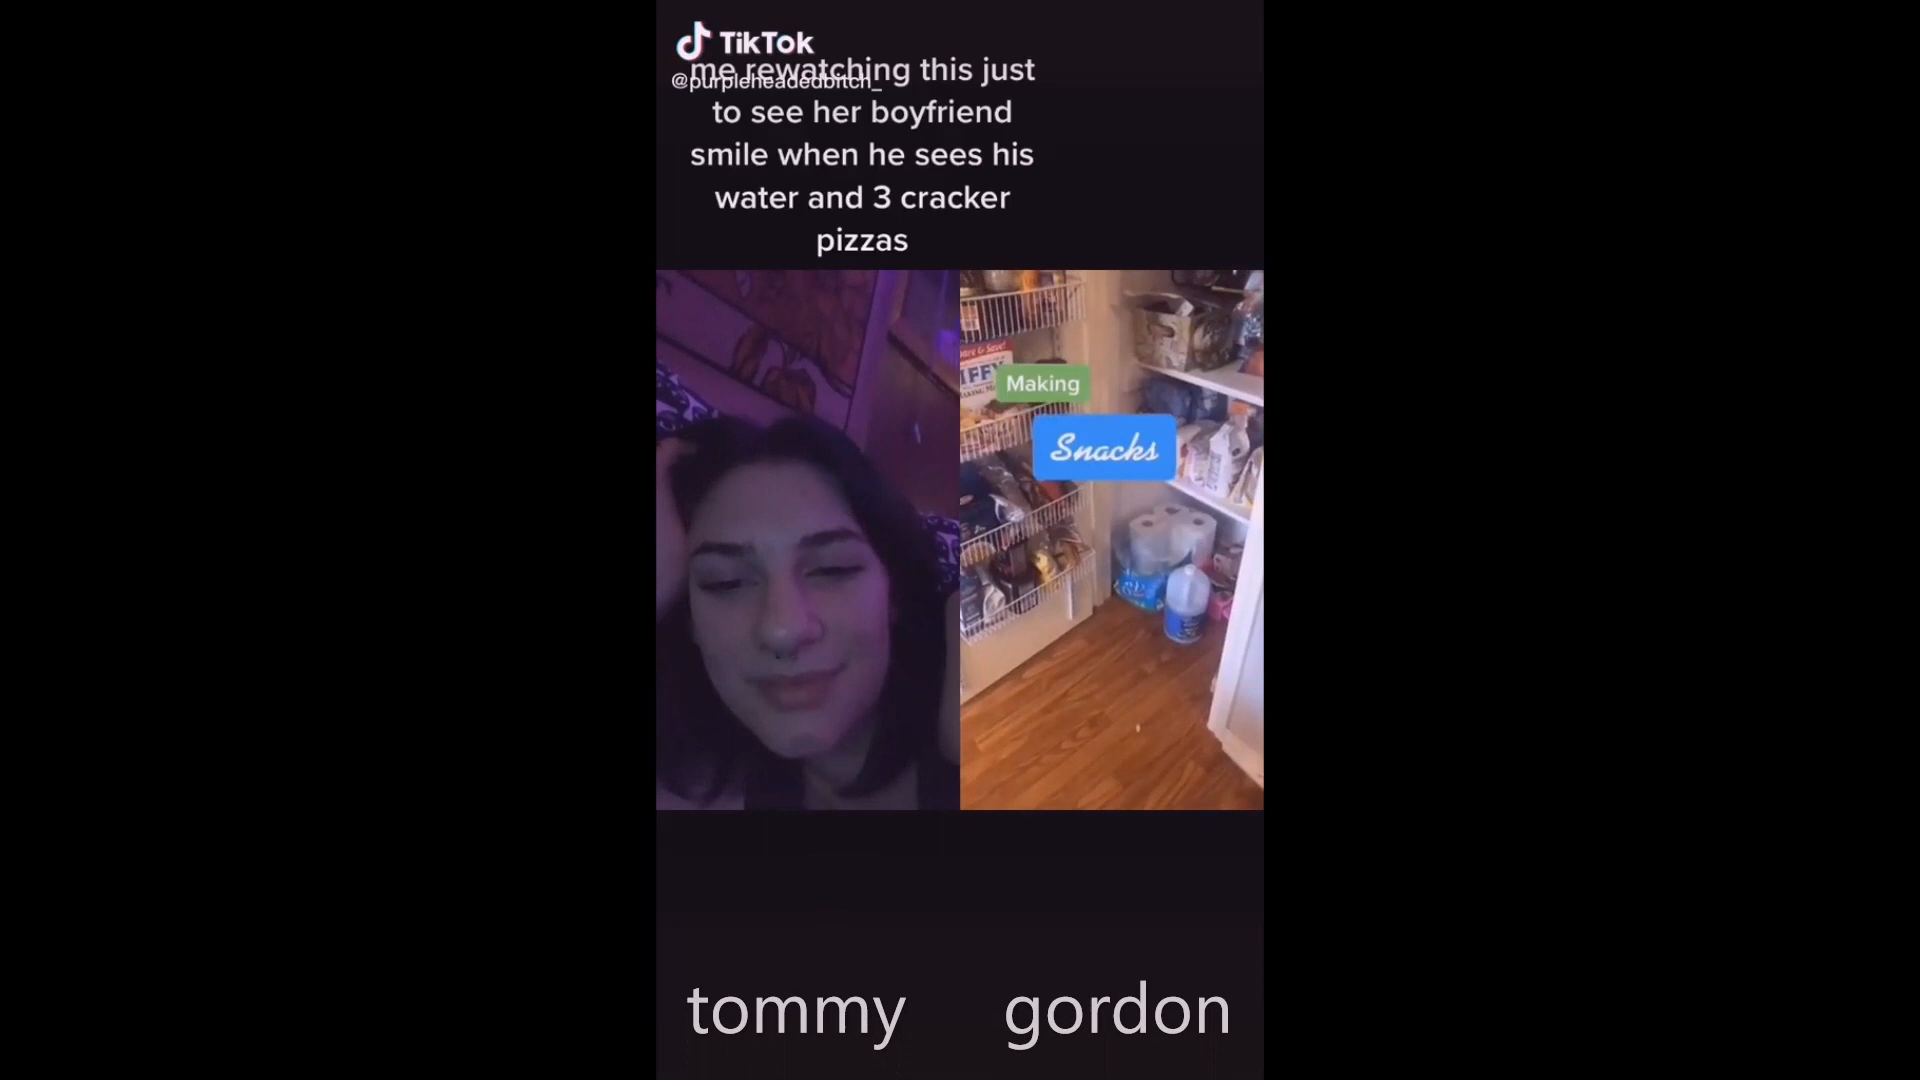 TikTok
@purpleheadedbitch_
me rewatching this just
to see her boyfriend
smile when he sees his
water and 3 cracker
pizzas
Making
Snacks
tommy
gordon